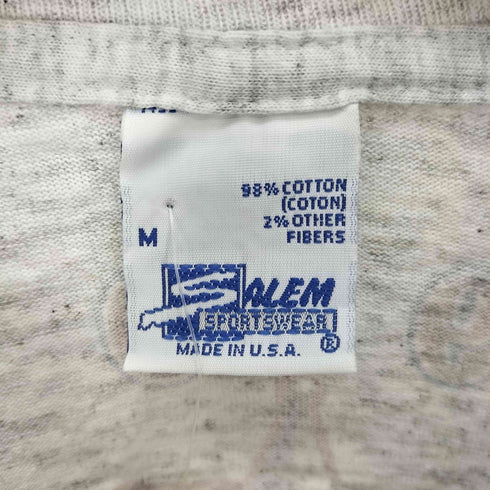 98% COTTON
(COTON)
2% OTHER
FIBERS
M
SALEM
SPORTSWEAR
®
MADE IN U.S.A.